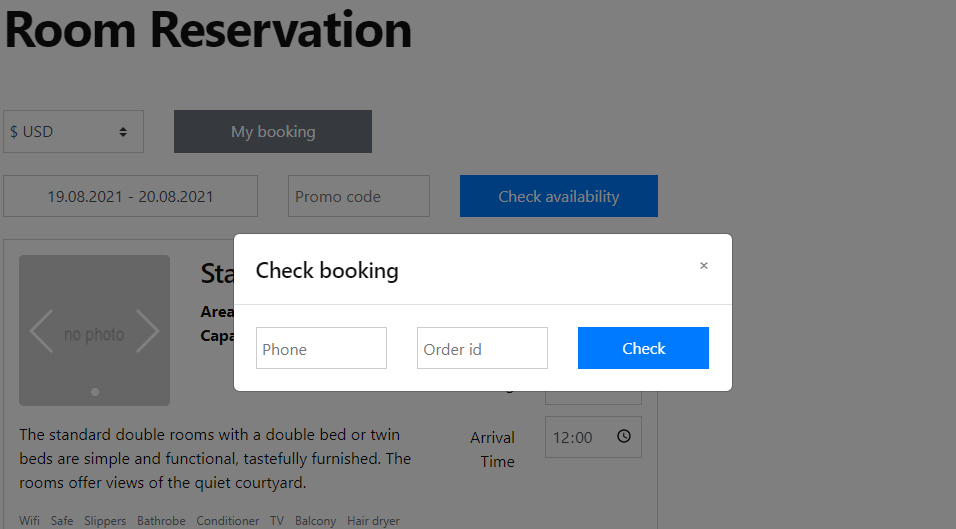 Room Reservation
$ USD
My booking
19.08.2021 - 20.08.2021
Promo code
Check availability
Check booking
×
Phone
Order id
Check
no photo
Sta
Area
Capa
Arrival
Time
12:00
The standard double rooms with a double bed or twin
beds are simple and functional, tastefully furnished. The
rooms offer views of the quiet courtyard.
Wifi Safe Slippers Bathrobe Conditioner TV Balcony Hair dryer